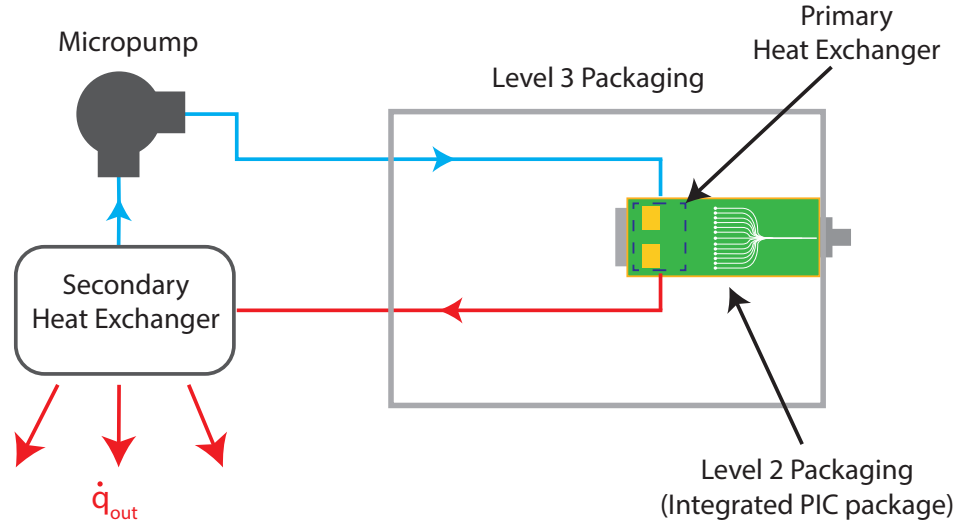 Primary
Heat Exchanger
Micropump
Level 3 Packaging
Secondary
Heat Exchanger
Level 2 Packaging
(Integrated PIC package)
q̇out